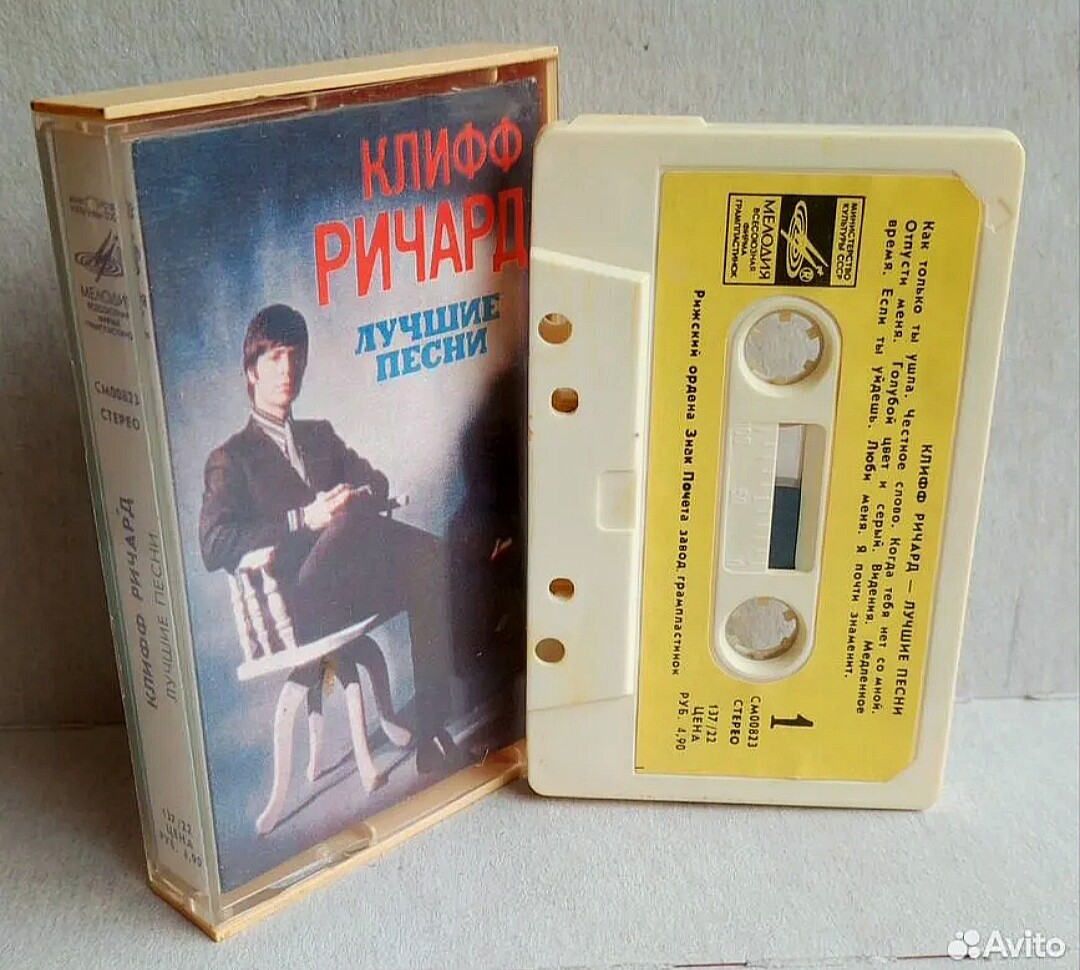 КЛИФФ
РИЧАРД
ЛУЧШИЕ
ПЕСНИ
МЕЛОДИЯ
СМ00823
СТЕРЕО
КЛИФФ РИЧАРД
ЛУЧШИЕ ПЕСНИ
137/22
ЦЕНА
РУБ. 4,90
МИНИСТЕРСТВО
КУЛЬТУРЫ СССР
®
МЕЛОДИЯ
ВСЕСОЮЗНАЯ
ФИРМА
ГРАМПЛАСТИНОК
КЛИФФ РИЧАРД — ЛУЧШИЕ ПЕСНИ
Как только ты ушла. Честное слово. Когда тебя нет со мной.
Отпусти меня. Голубой цвет и серый. Видения. Медленное
время. Если ты уйдешь. Люби меня. Я почти знаменит.
1
СМ00823
СТЕРЕО
137/22
ЦЕНА
РУБ. 4,90
Рижский ордена Знак Почета завод грампластинок
Avito